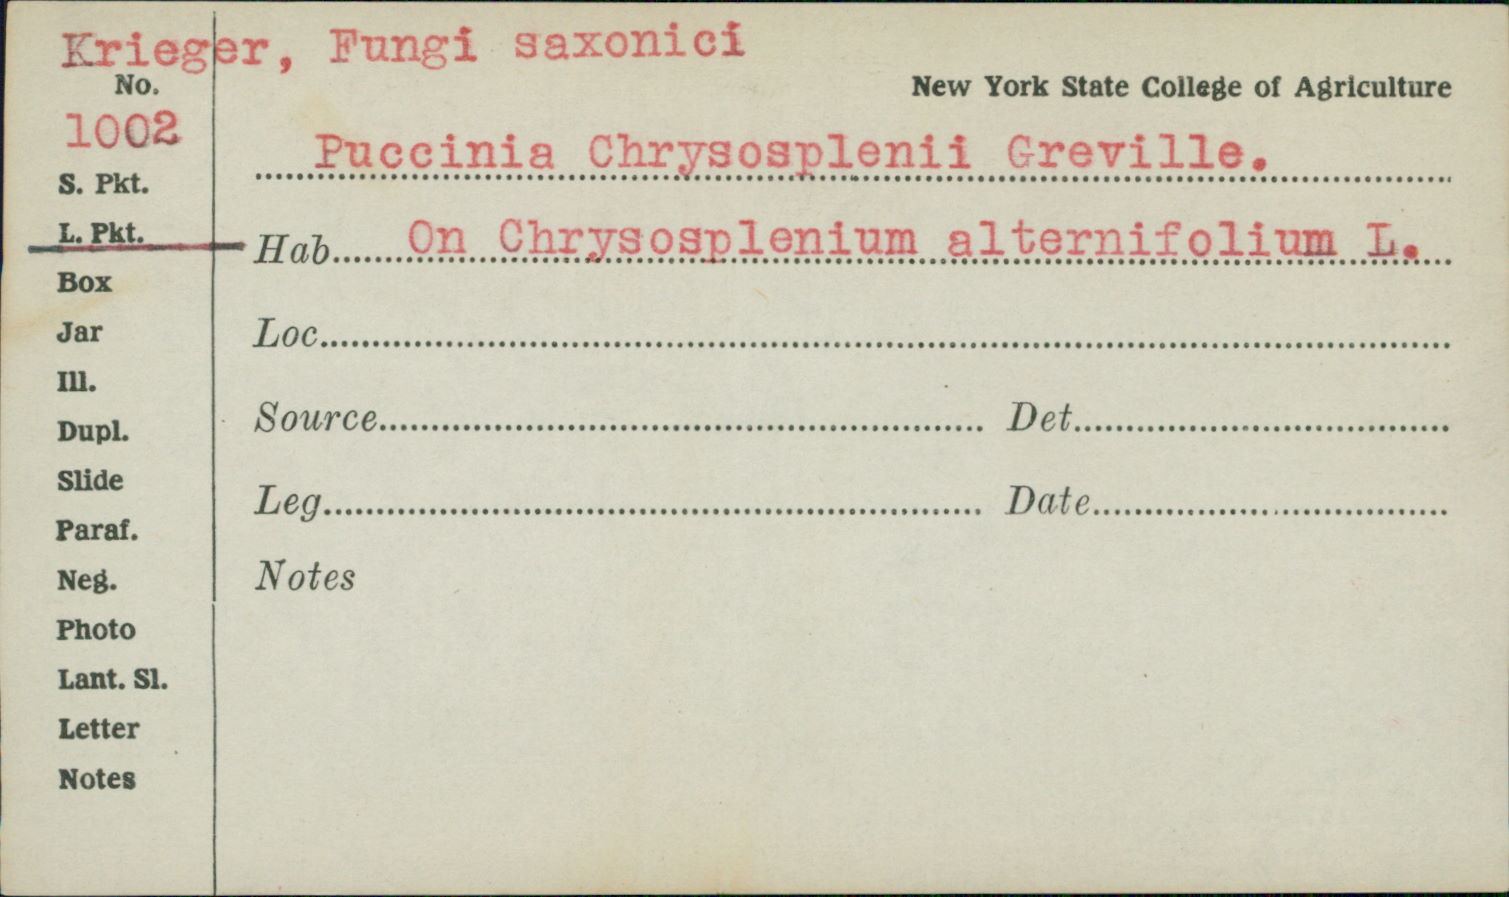 Krieger, Fungi saxonici
No.
New York State College of Agriculture
1002
Puccinia Chrysosplenii Greville.
S. Pkt.
L. Pkt.
Hab. On Chrysosplenium alternifolium L.
Box
Jar
Loc.
Ill.
Dupl.
Source Det.
Slide
Leg. Date
Paraf.
Neg.
Notes
Photo
Lant. Sl.
Letter
Notes